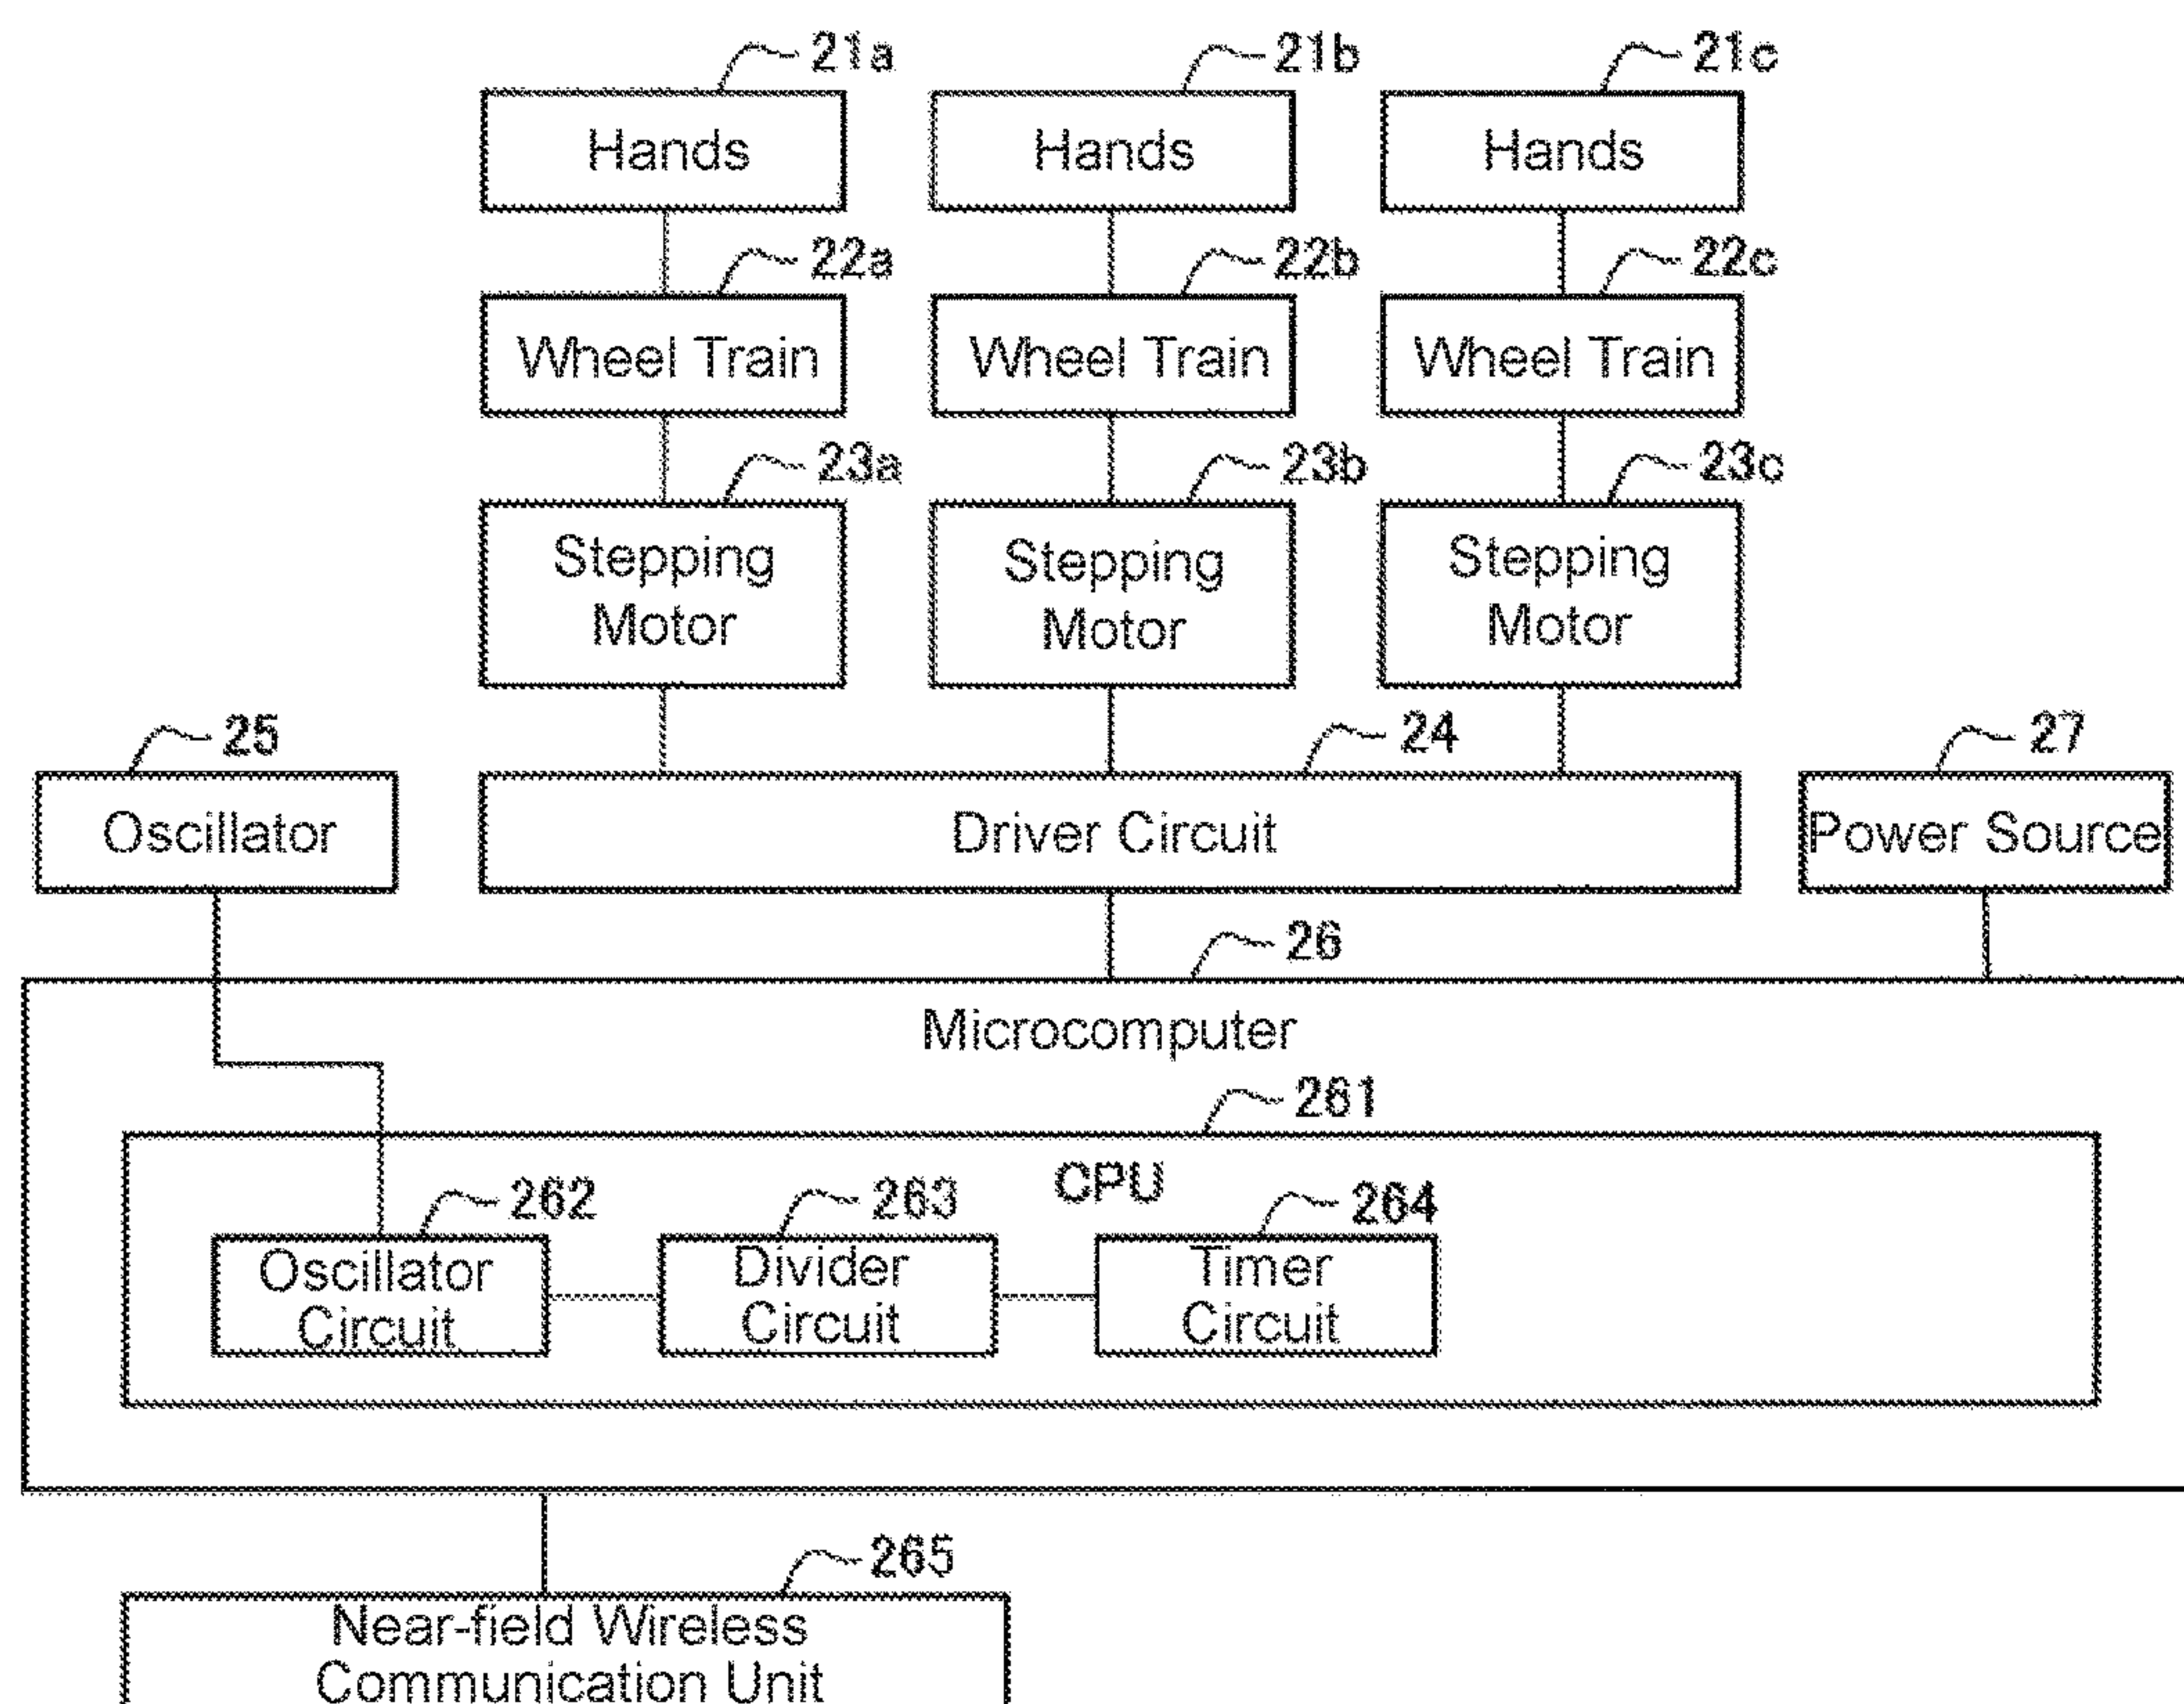 21a
21b
21c
Hands
Hands
Hands
22a
22b
22c
Wheel Train
Wheel Train
Wheel Train
23a
23b
23c
Stepping
Motor
Stepping
Motor
Stepping
Motor
25
24
27
Oscillator
Driver Circuit
Power Source
26
Microcomputer
261
CPU
262
263
264
Oscillator
Circuit
Divider
Circuit
Timer
Circuit
265
Near-field Wireless
Communication Unit